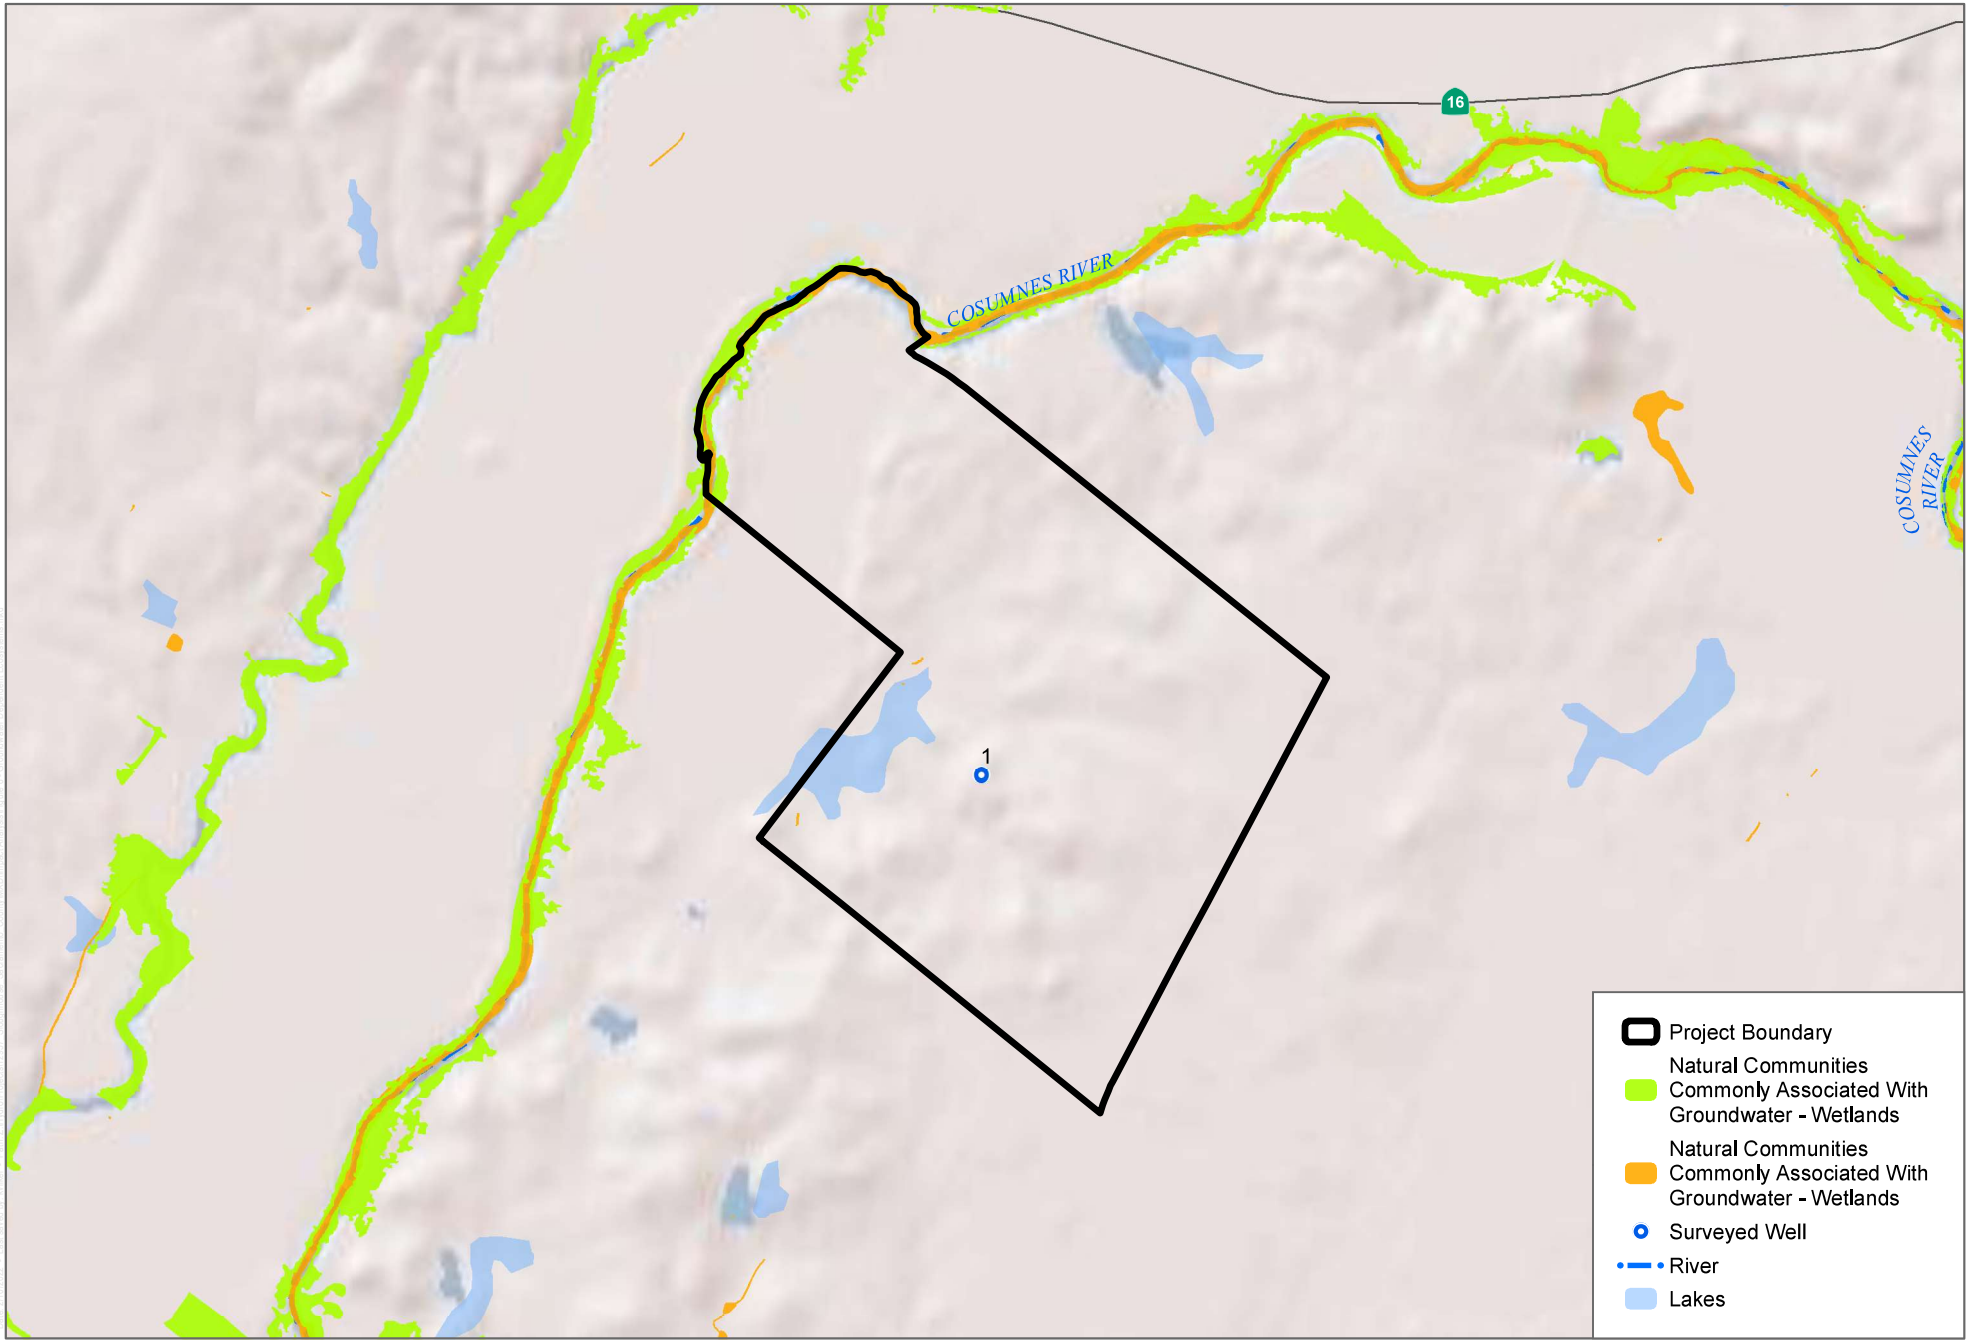 16
COSUMNES RIVER
COSUMNES
RIVER
1
Project Boundary
Natural Communities
Commonly Associated With
Groundwater - Wetlands
Natural Communities
Commonly Associated With
Groundwater - Wetlands
Surveyed Well
River
Lakes